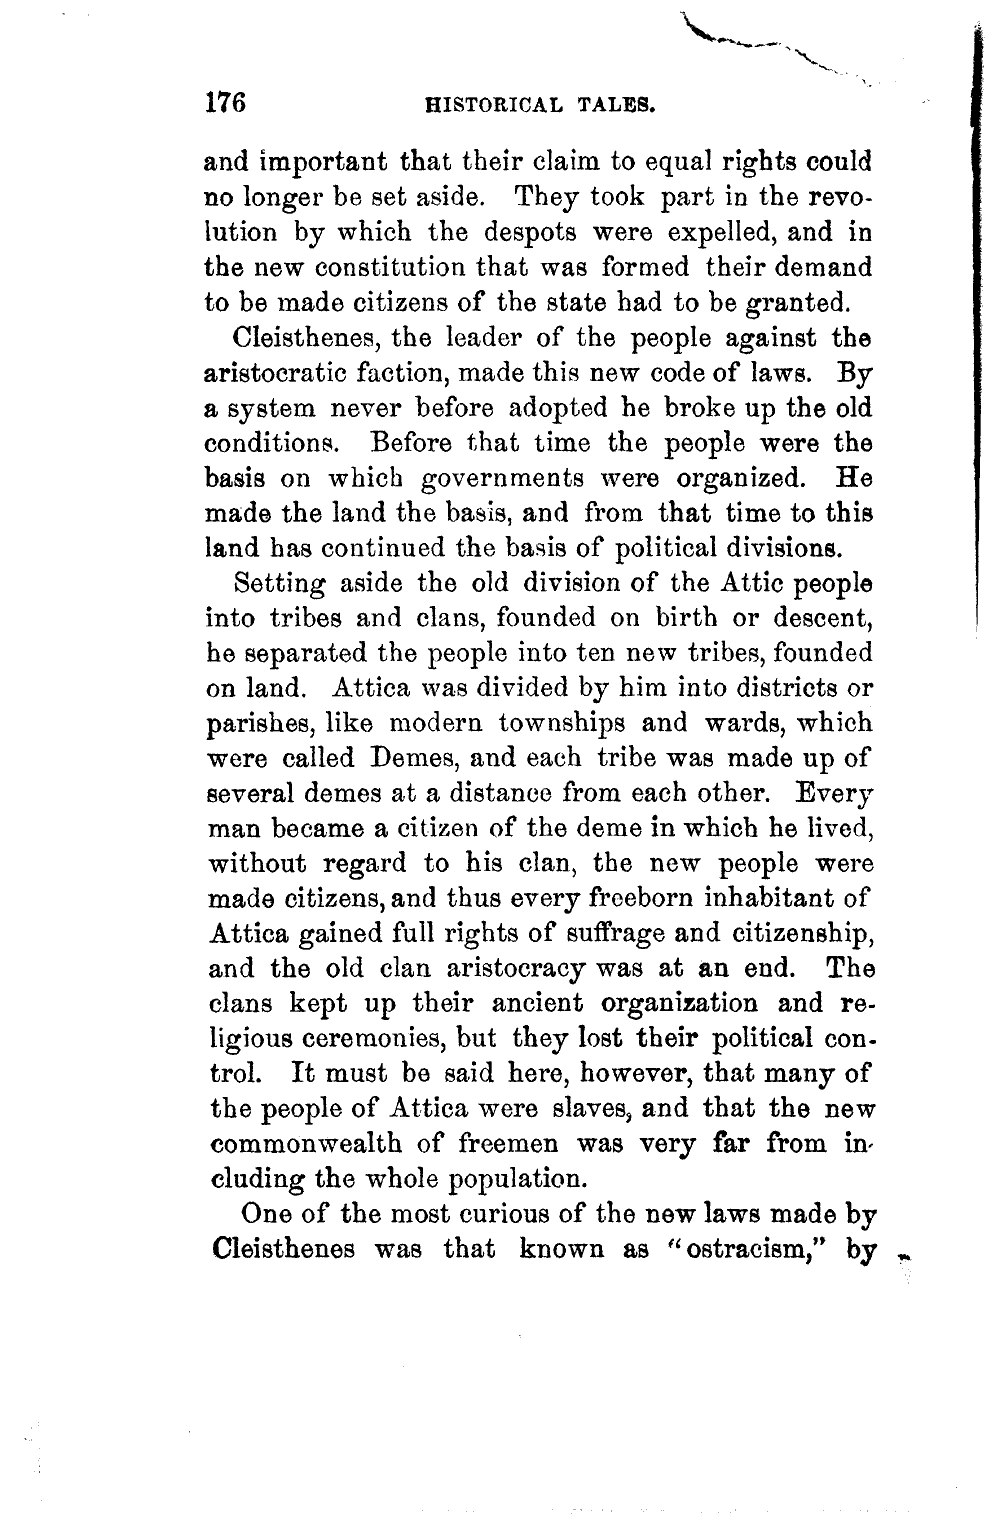 176 HISTORICAL TALES.
and important that their claim to equal rights could
no longer be set aside. They took part in the revo-
lution by which the despots were expelled, and in
the new constitution that was formed their demand
to be made citizens of the state had to be granted.
Cleisthenes, the leader of the people against the
aristocratic faction, made this new code of laws. By
a system never before adopted he broke up the old
conditions. Before that time the people were the
basis on which governments were organized. He
made the land the basis, and from that time to this
land has continued the basis of political divisions.
Setting aside the old division of the Attic people
into tribes and clans, founded on birth or descent,
he separated the people into ten new tribes, founded
on land. Attica was divided by him into districts or
parishes, like modern townships and wards, which
were called Demes, and each tribe was made up of
several demes at a distance from each other. Every
man became a citizen of the deme in which he lived,
without regard to his clan, the new people were
made citizens, and thus every freeborn inhabitant of
Attica gained full rights of suffrage and citizenship,
and the old clan aristocracy was at an end. The
clans kept up their ancient organization and re-
ligious ceremonies, but they lost their political con-
trol. It must be said here, however, that many of
the people of Attica were slaves, and that the new
commonwealth of freemen was very far from in-
cluding the whole population.
One of the most curious of the new laws made by
Cleisthenes was that known as "ostracism," by